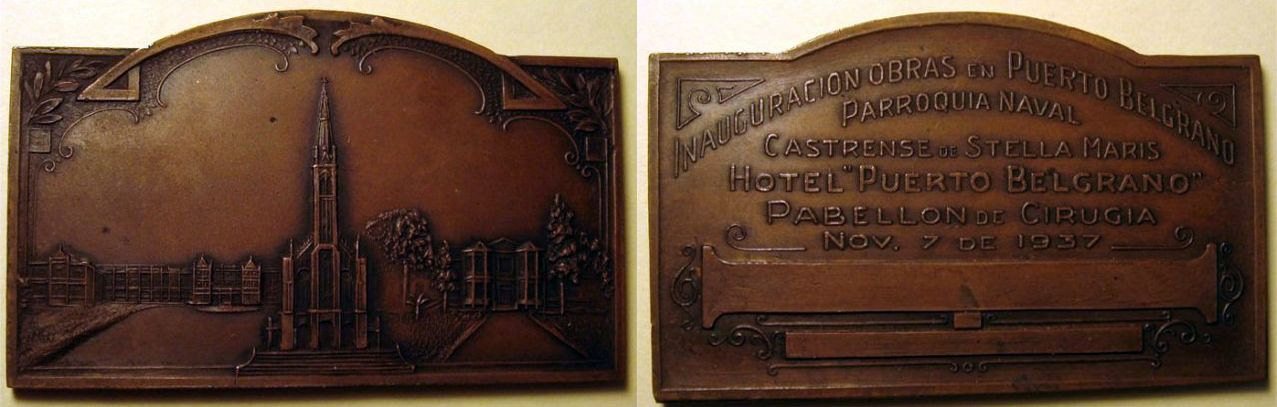 INAUGURACION OBRAS EN PUERTO BELGRANO
PARROQUIA NAVAL
CASTRENSE DE STELLA MARIS
HOTEL "PUERTO BELGRANO"
PABELLON DE CIRUGIA
NOV. 7 DE 1937